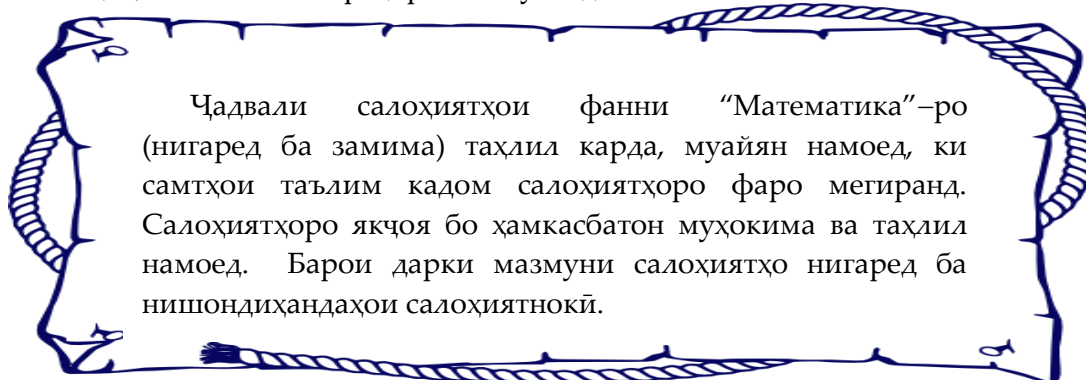 Ҷадвали салоҳиятҳои фанни “Математика”–ро
(нигаред ба замима) таҳлил карда, муайян намоед, ки
самтҳои таълим кадом салоҳиятҳоро фаро мегиранд.
Салоҳиятҳоро якҷоя бо ҳамкасбатон муҳокима ва таҳлил
намоед. Барои дарки мазмуни салоҳиятҳо нигаред ба
нишондиҳандаҳои салоҳиятнокӣ.